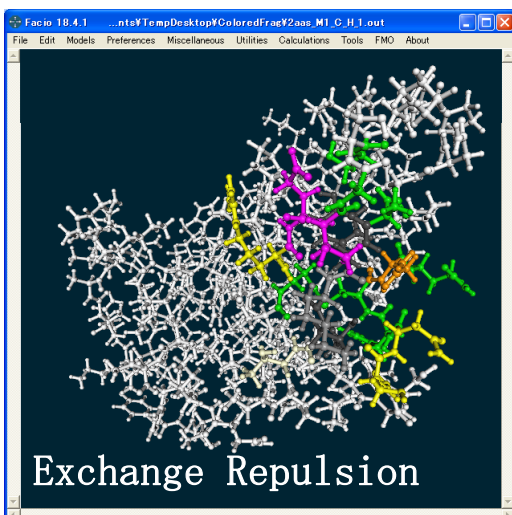 Facio 18.4.1 ...nts¥TempDesktop¥ColoredFrag¥2aas_M1_C_H_1.out
File Edit Models Preferences Miscellaneous Utilities Calculations Tools FMO About
Exchange Repulsion